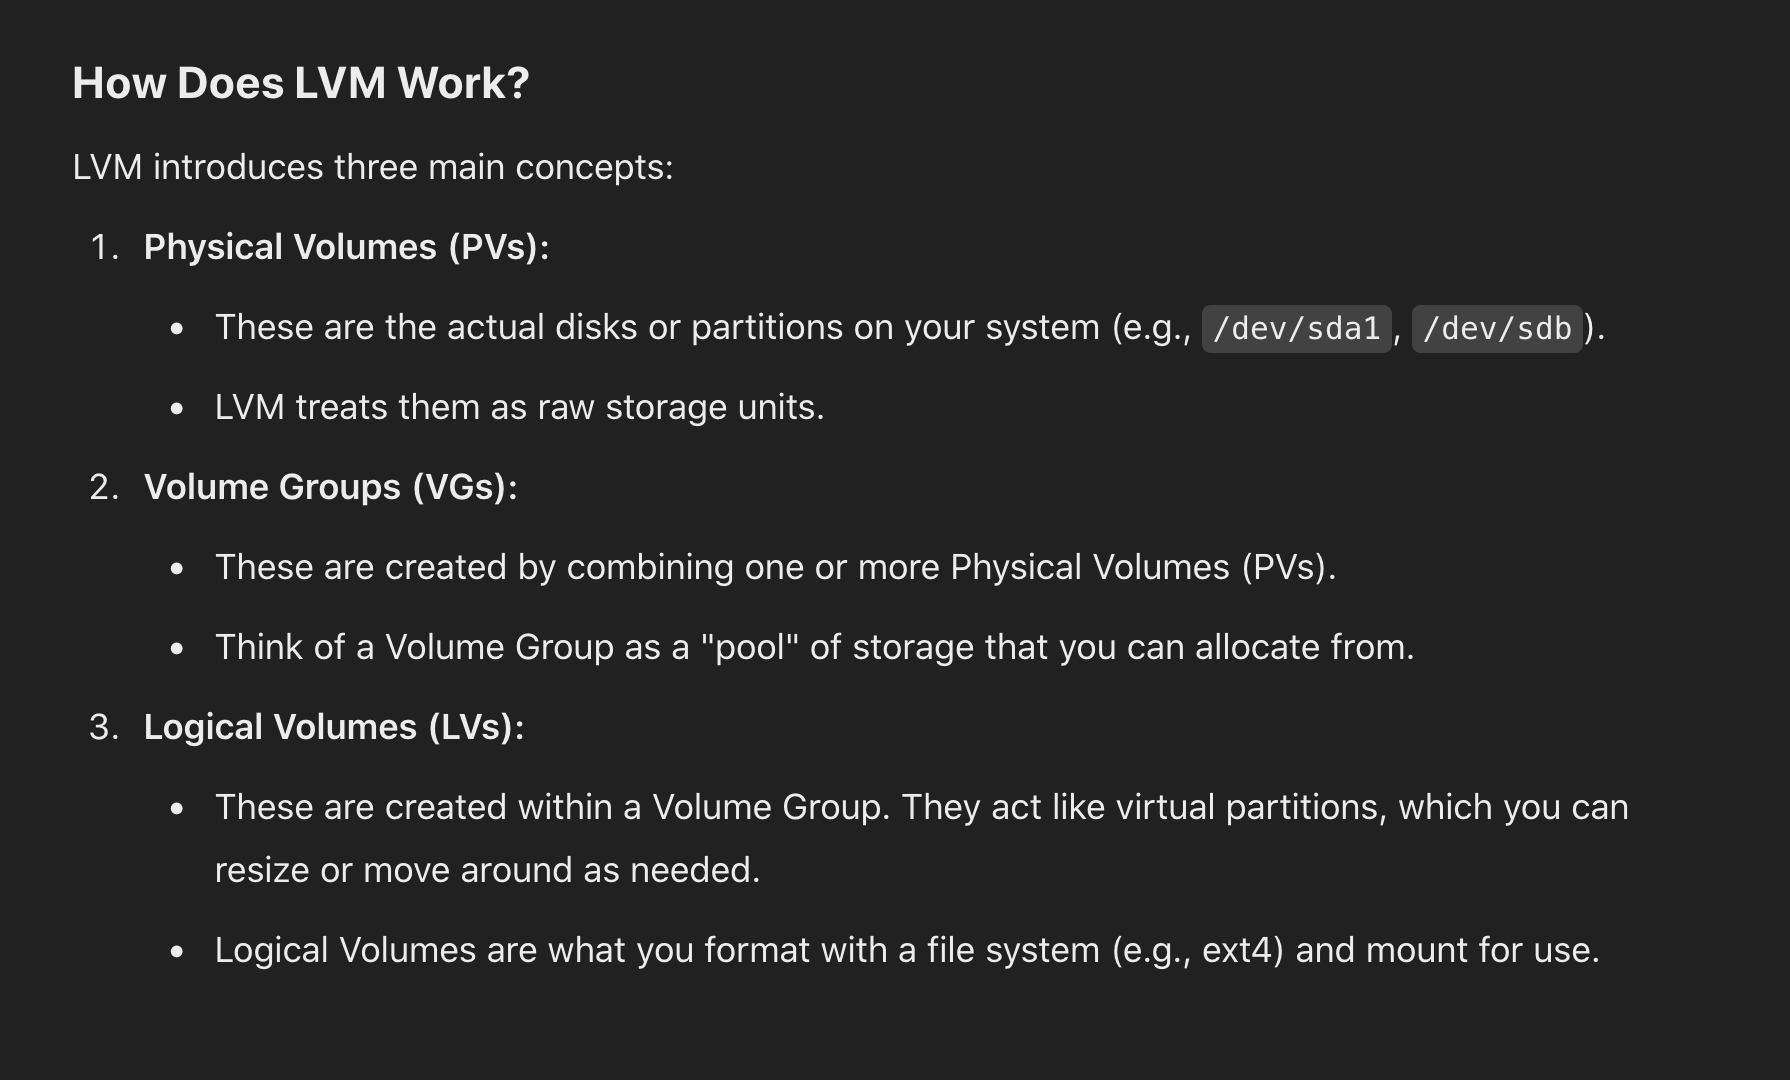 How Does LVM Work?
LVM introduces three main concepts:
1. Physical Volumes (PVs):
• These are the actual disks or partitions on your system (e.g., /dev/sda1, /dev/sdb).
• LVM treats them as raw storage units.
2. Volume Groups (VGs):
• These are created by combining one or more Physical Volumes (PVs).
• Think of a Volume Group as a "pool" of storage that you can allocate from.
3. Logical Volumes (LVs):
• These are created within a Volume Group. They act like virtual partitions, which you can
resize or move around as needed.
• Logical Volumes are what you format with a file system (e.g., ext4) and mount for use.